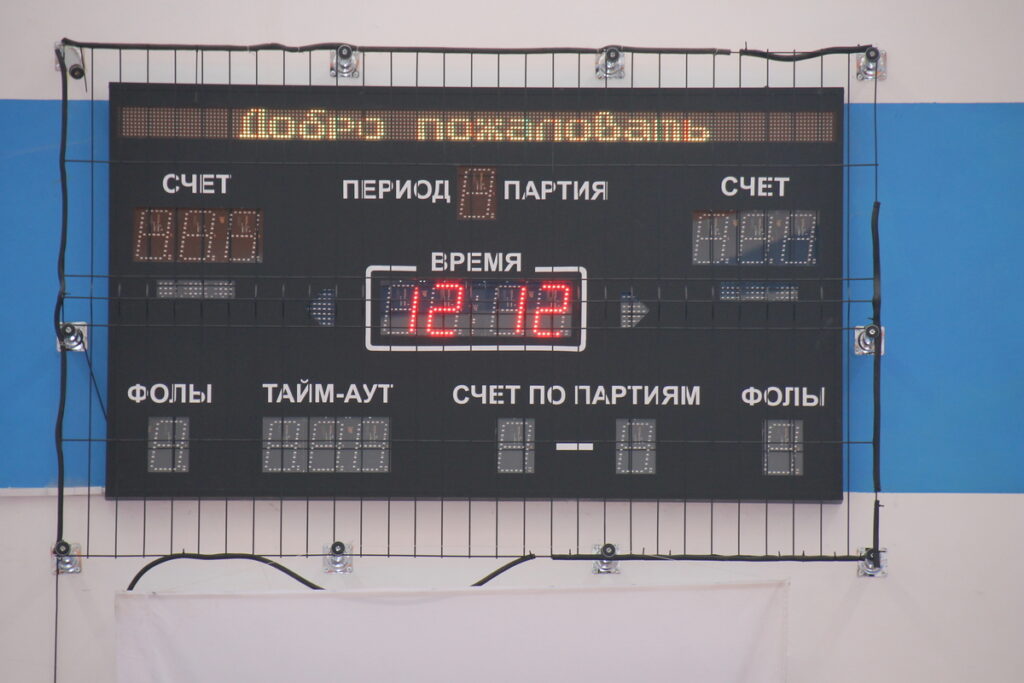 Добро пожаловать
СЧЕТ ПЕРИОД ПАРТИЯ СЧЕТ
ВРЕМЯ
12 12
ФОЛЫ ТАЙМ-АУТ СЧЕТ ПО ПАРТИЯМ ФОЛЫ